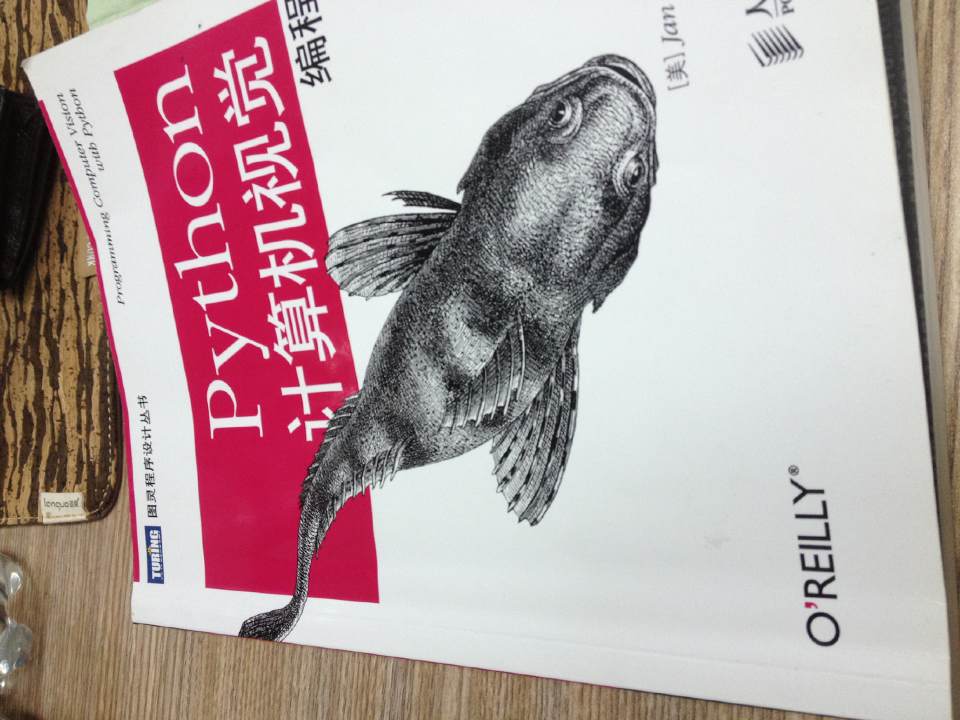 Programming Computer Vision
with Python
TURING 图灵程序设计丛书
Python
计算机视觉
编程
[美] Jan
O'REILLY®
人
PO